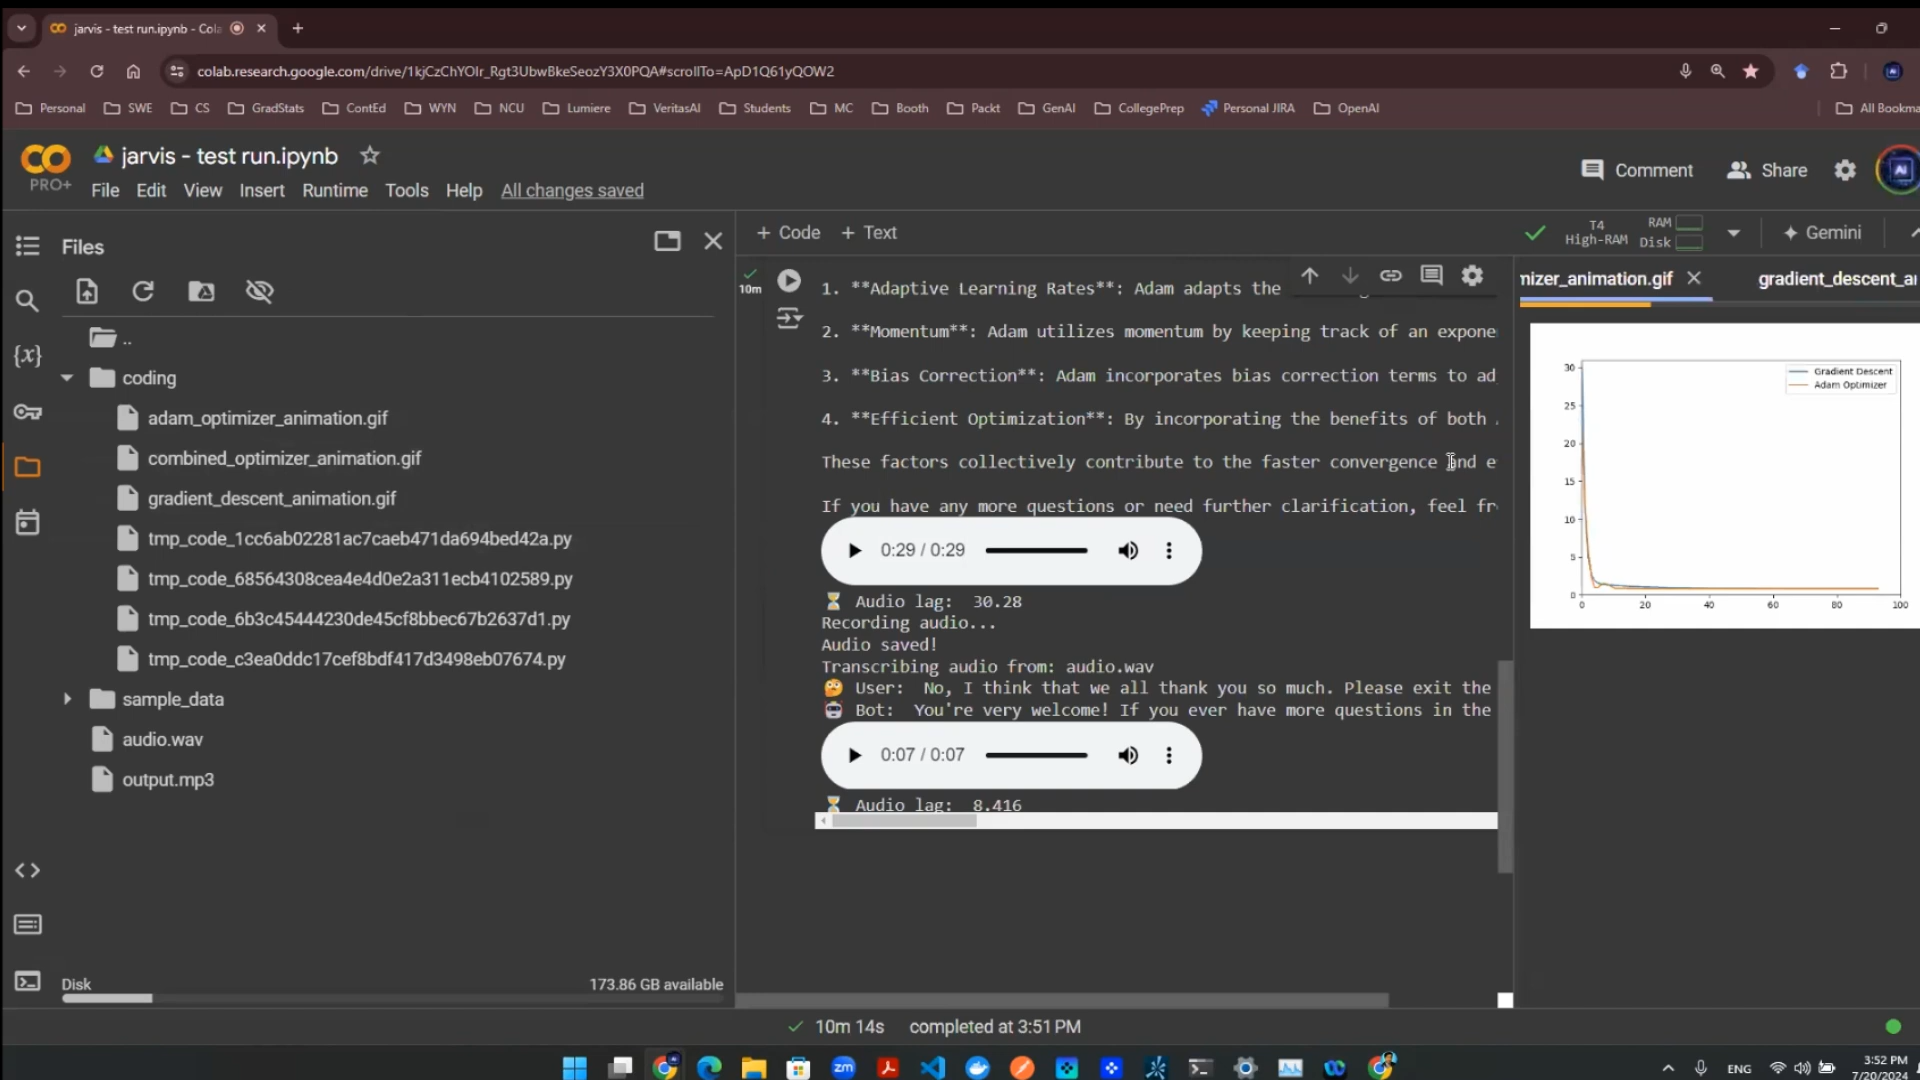 jarvis - test run.ipynb - Cola
colab.research.google.com/drive/1kjCzChYOIr_Rgt3UbwBkeSeozY3X0PQA#scrollTo=ApD1Q61yQOW2
Personal SWE CS GradStats ContEd WYN NCU Lumiere VeritasAI Students MC Booth Packt GenAI CollegePrep Personal JIRA OpenAI All Bookma
CO
PRO+
jarvis - test run.ipynb
File Edit View Insert Runtime Tools Help All changes saved
Comment Share
AI
Files
+ Code + Text
T4
High-RAM
RAM
Disk
Gemini
..
coding
adam_optimizer_animation.gif
combined_optimizer_animation.gif
gradient_descent_animation.gif
tmp_code_1cc6ab02281ac7caeb471da694bed42a.py
tmp_code_68564308cea4e4d0e2a311ecb4102589.py
tmp_code_6b3c45444230de45cf8bbec67b2637d1.py
tmp_code_c3ea0ddc17cef8bdf417d3498eb07674.py
sample_data
audio.wav
output.mp3
{x}
Disk 173.86 GB available
10m
1. **Adaptive Learning Rates**: Adam adapts the
2. **Momentum**: Adam utilizes momentum by keeping track of an expone
3. **Bias Correction**: Adam incorporates bias correction terms to ad
4. **Efficient Optimization**: By incorporating the benefits of both
These factors collectively contribute to the faster convergence and e
If you have any more questions or need further clarification, feel fr
0:29 / 0:29
⏳ Audio lag: 30.28
Recording audio...
Audio saved!
Transcribing audio from: audio.wav
🤔 User: No, I think that we all thank you so much. Please exit the
🤖 Bot: You're very welcome! If you ever have more questions in the
0:07 / 0:07
⏳ Audio lag: 8.416
mizer_animation.gif gradient_descent_ai
Gradient Descent
Adam Optimizer
30
25
20
15
10
5
0
0 20 40 60 80 100
10m 14s completed at 3:51 PM
zm
ENG
3:52 PM
7/20/2024